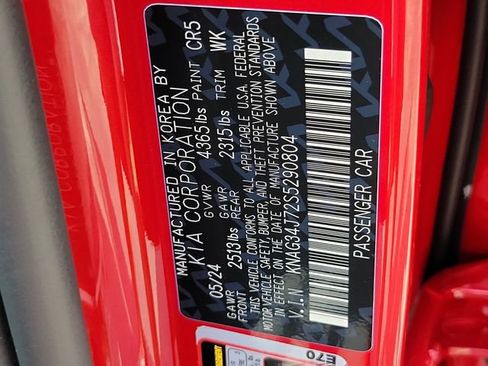 MANUFACTURED IN KOREA BY
KIA CORPORATION
05/24 GVWR 4365lbs PAINT CR5
GAWR FRONT 2513lbs GAWR REAR 2315lbs TRIM WK
THIS VEHICLE CONFORMS TO ALL APPLICABLE U.S.A. FEDERAL
MOTOR VEHICLE SAFETY, BUMPER, AND THEFT PREVENTION STANDARDS
IN EFFECT ON THE DATE OF MANUFACTURE SHOWN ABOVE
V.I.N KNAG34J72S5290804
PASSENGER CAR